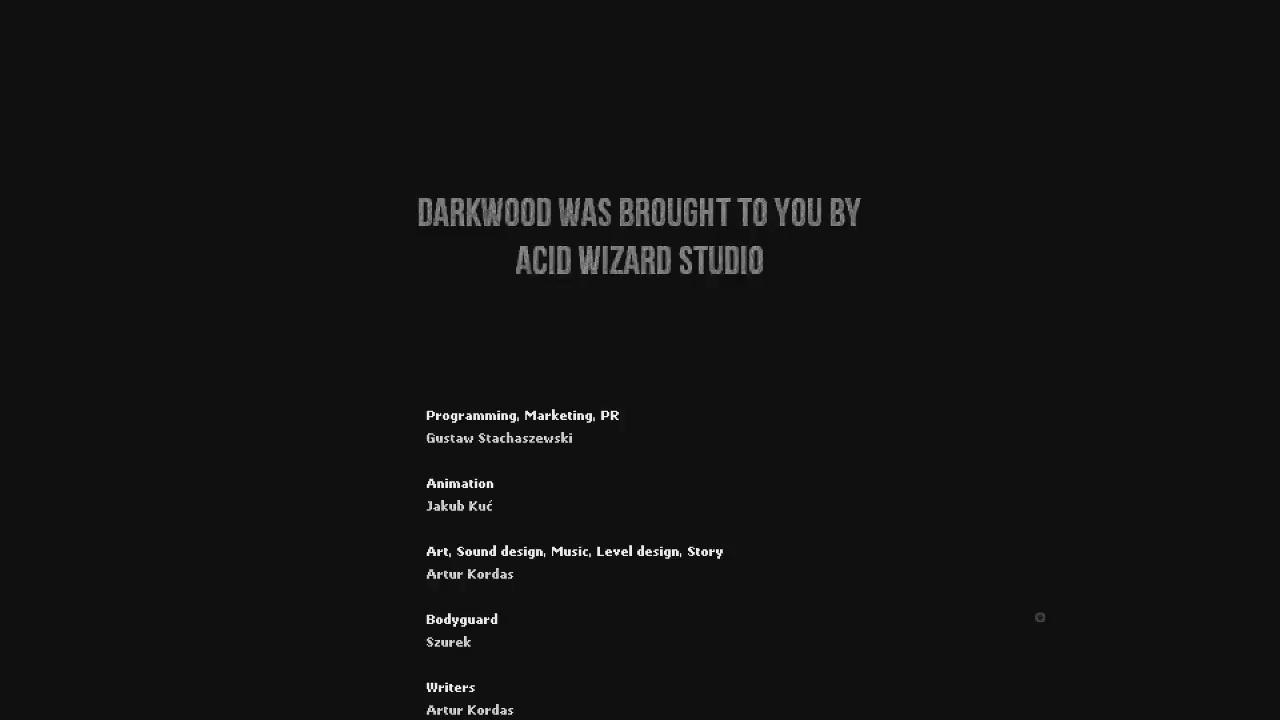 DARKWOOD WAS BROUGHT TO YOU BY
ACID WIZARD STUDIO
Programming, Marketing, PR
Gustaw Stachaszewski
Animation
Jakub Kuć
Art, Sound design, Music, Level design, Story
Artur Kordas
Bodyguard
Szurek
Writers
Artur Kordas